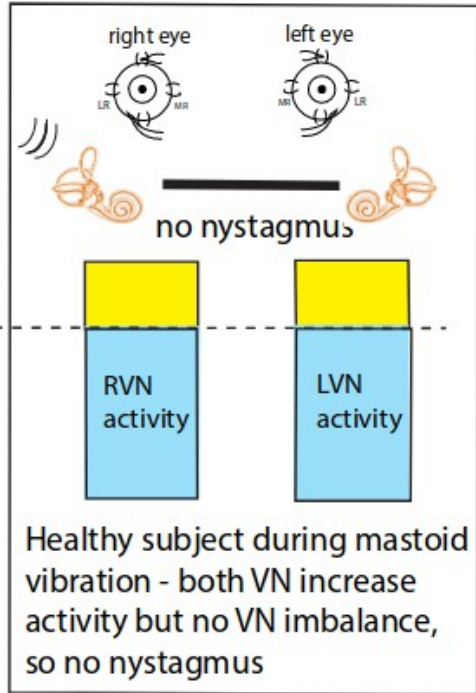 right eye
left eye
LR
MR
MR
LR
no nystagmus
RVN
activity
LVN
activity
Healthy subject during mastoid
vibration - both VN increase
activity but no VN imbalance,
so no nystagmus